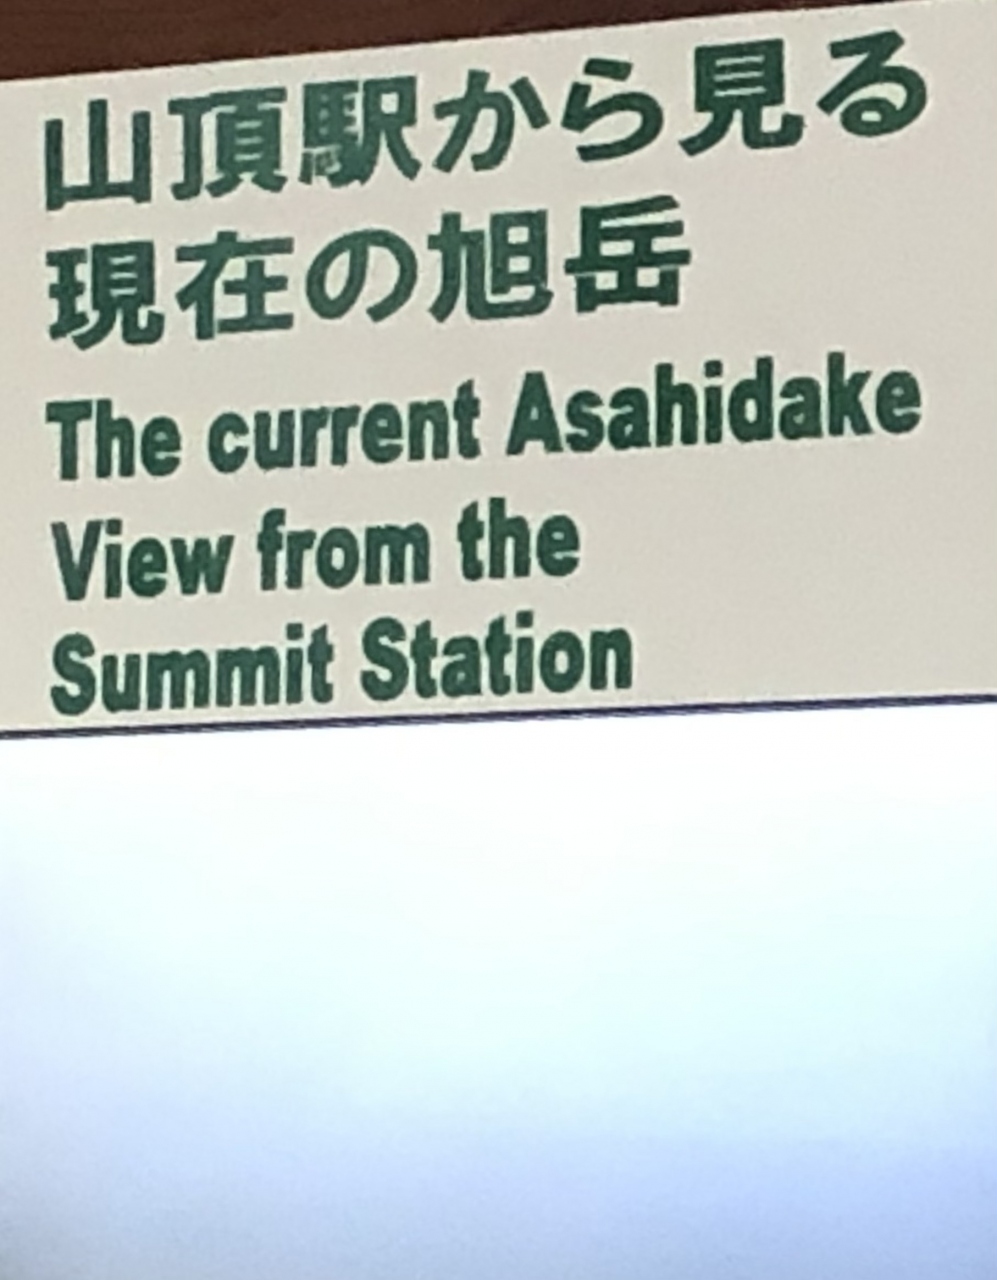 山頂駅から見る
現在の旭岳
The current Asahidake
View from the
Summit Station